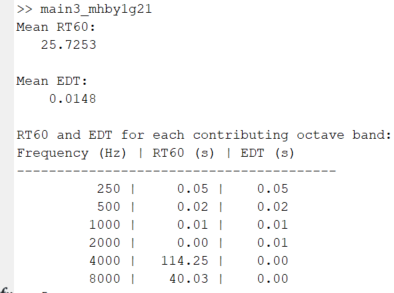 >> main3_mhby1g21
Mean RT60:
25.7253
Mean EDT:
0.0148
RT60 and EDT for each contributing octave band:
Frequency (Hz) | RT60 (s) | EDT (s)
----------------------------------------
250 | 0.05 | 0.05
500 | 0.02 | 0.02
1000 | 0.01 | 0.01
2000 | 0.00 | 0.01
4000 | 114.25 | 0.00
8000 | 40.03 | 0.00